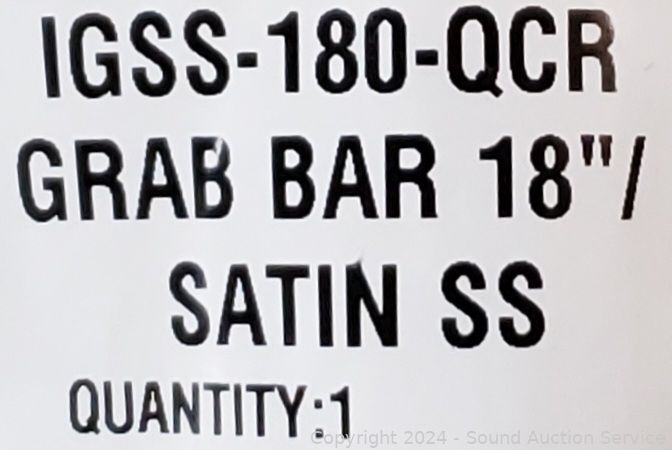 IGSS-180-QCR
GRAB BAR 18"/
SATIN SS
QUANTITY:1
Copyright 2024 - Sound Auction Service